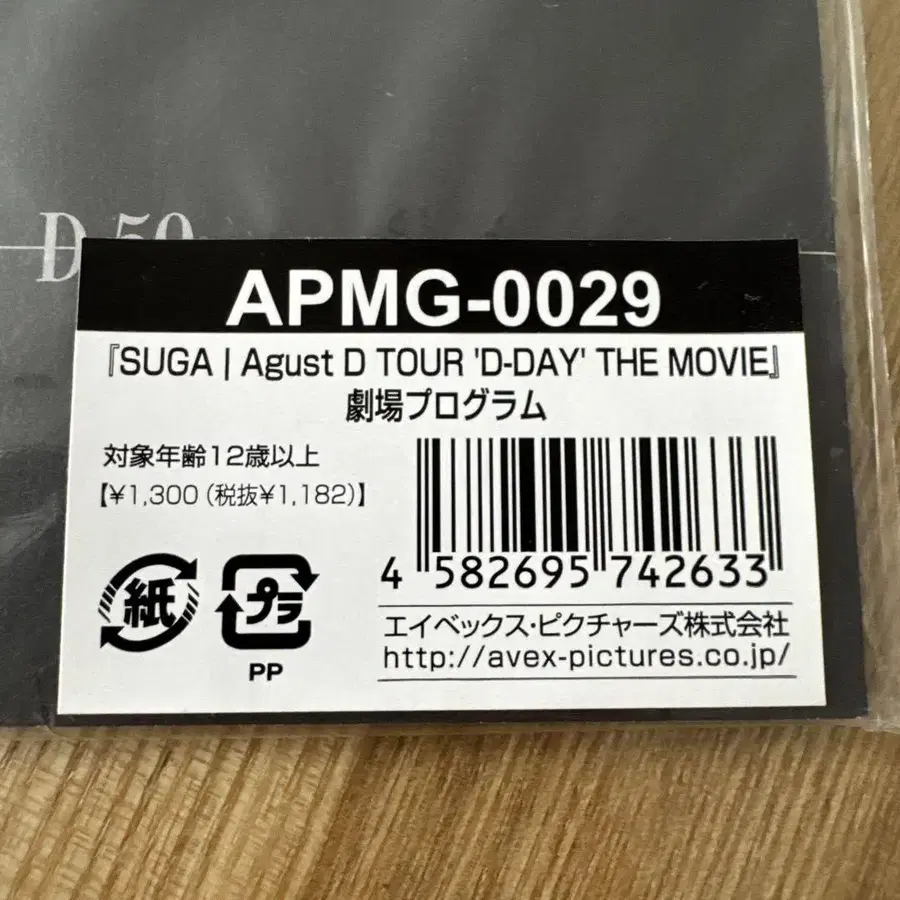 D 50
APMG-0029
『SUGA | Agust D TOUR 'D-DAY' THE MOVIE』
劇場プログラム
対象年齢12歳以上
【¥1,300（税抜¥1,182）】
紙
プラ
PP
4 582695 742633
エイベックス・ピクチャーズ株式会社
http://avex-pictures.co.jp/